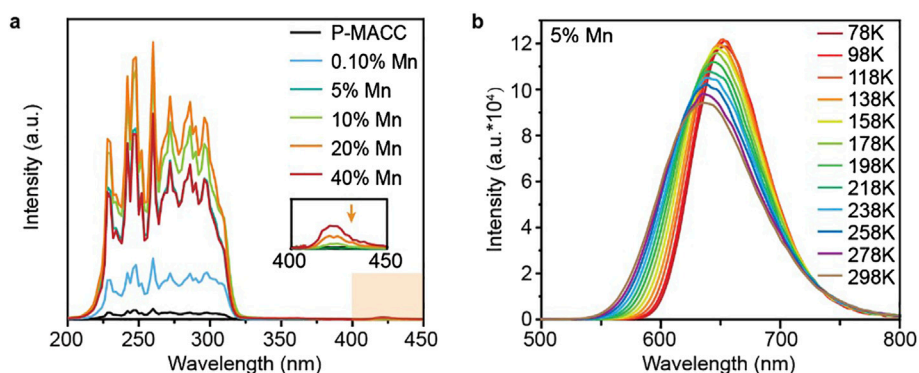 a
P-MACC
0.10% Mn
5% Mn
10% Mn
20% Mn
40% Mn
400 450
Intensity (a.u.)
200 250 300 350 400 450
Wavelength (nm)
b
5% Mn
78K
98K
118K
138K
158K
178K
198K
218K
238K
258K
278K
298K
12
10
8
6
4
2
0
Intensity (a.u.*10⁴)
500 600 700 800
Wavelength (nm)